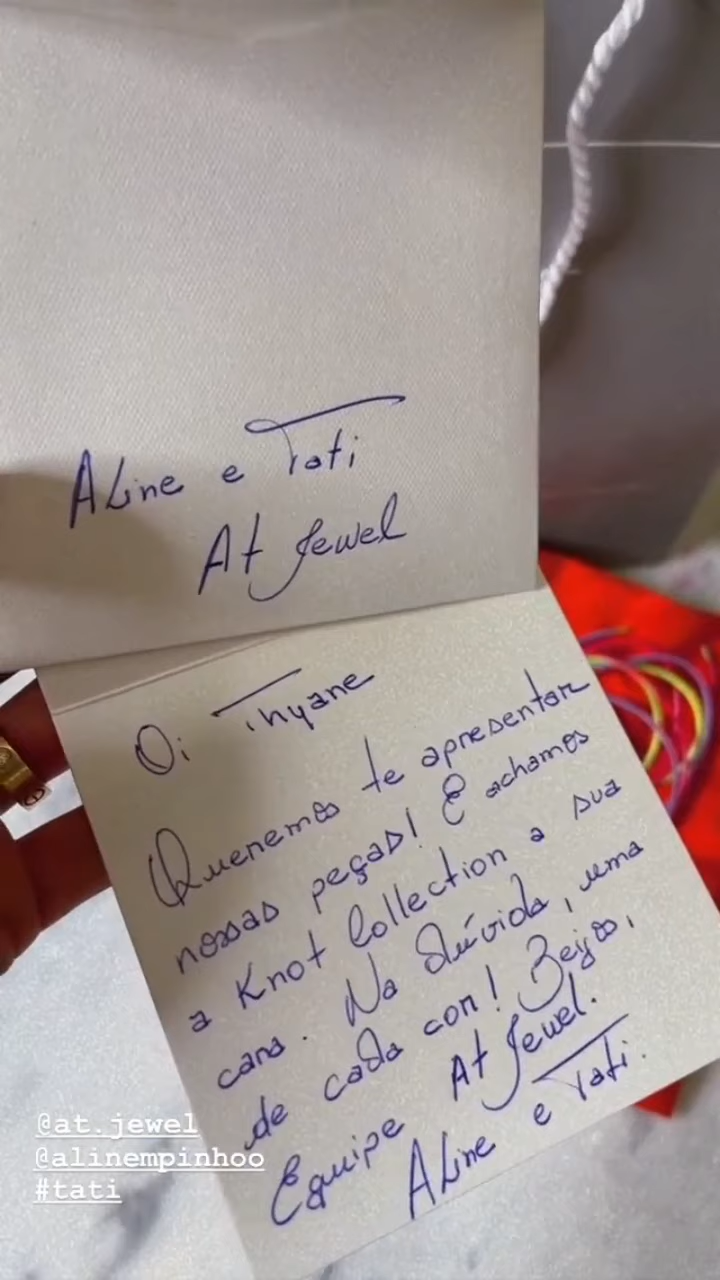 Aline e Tati
At Jewel
Oi Thyane
Queremos te apresentar
nossas peças! E achamos
a Knot Collection a sua
cara. Na dúvida, uma
de cada cor! Beijos,
Equipe At Jewel.
Aline e Tati.
@at.jewel
@alinempinhoo
#tati